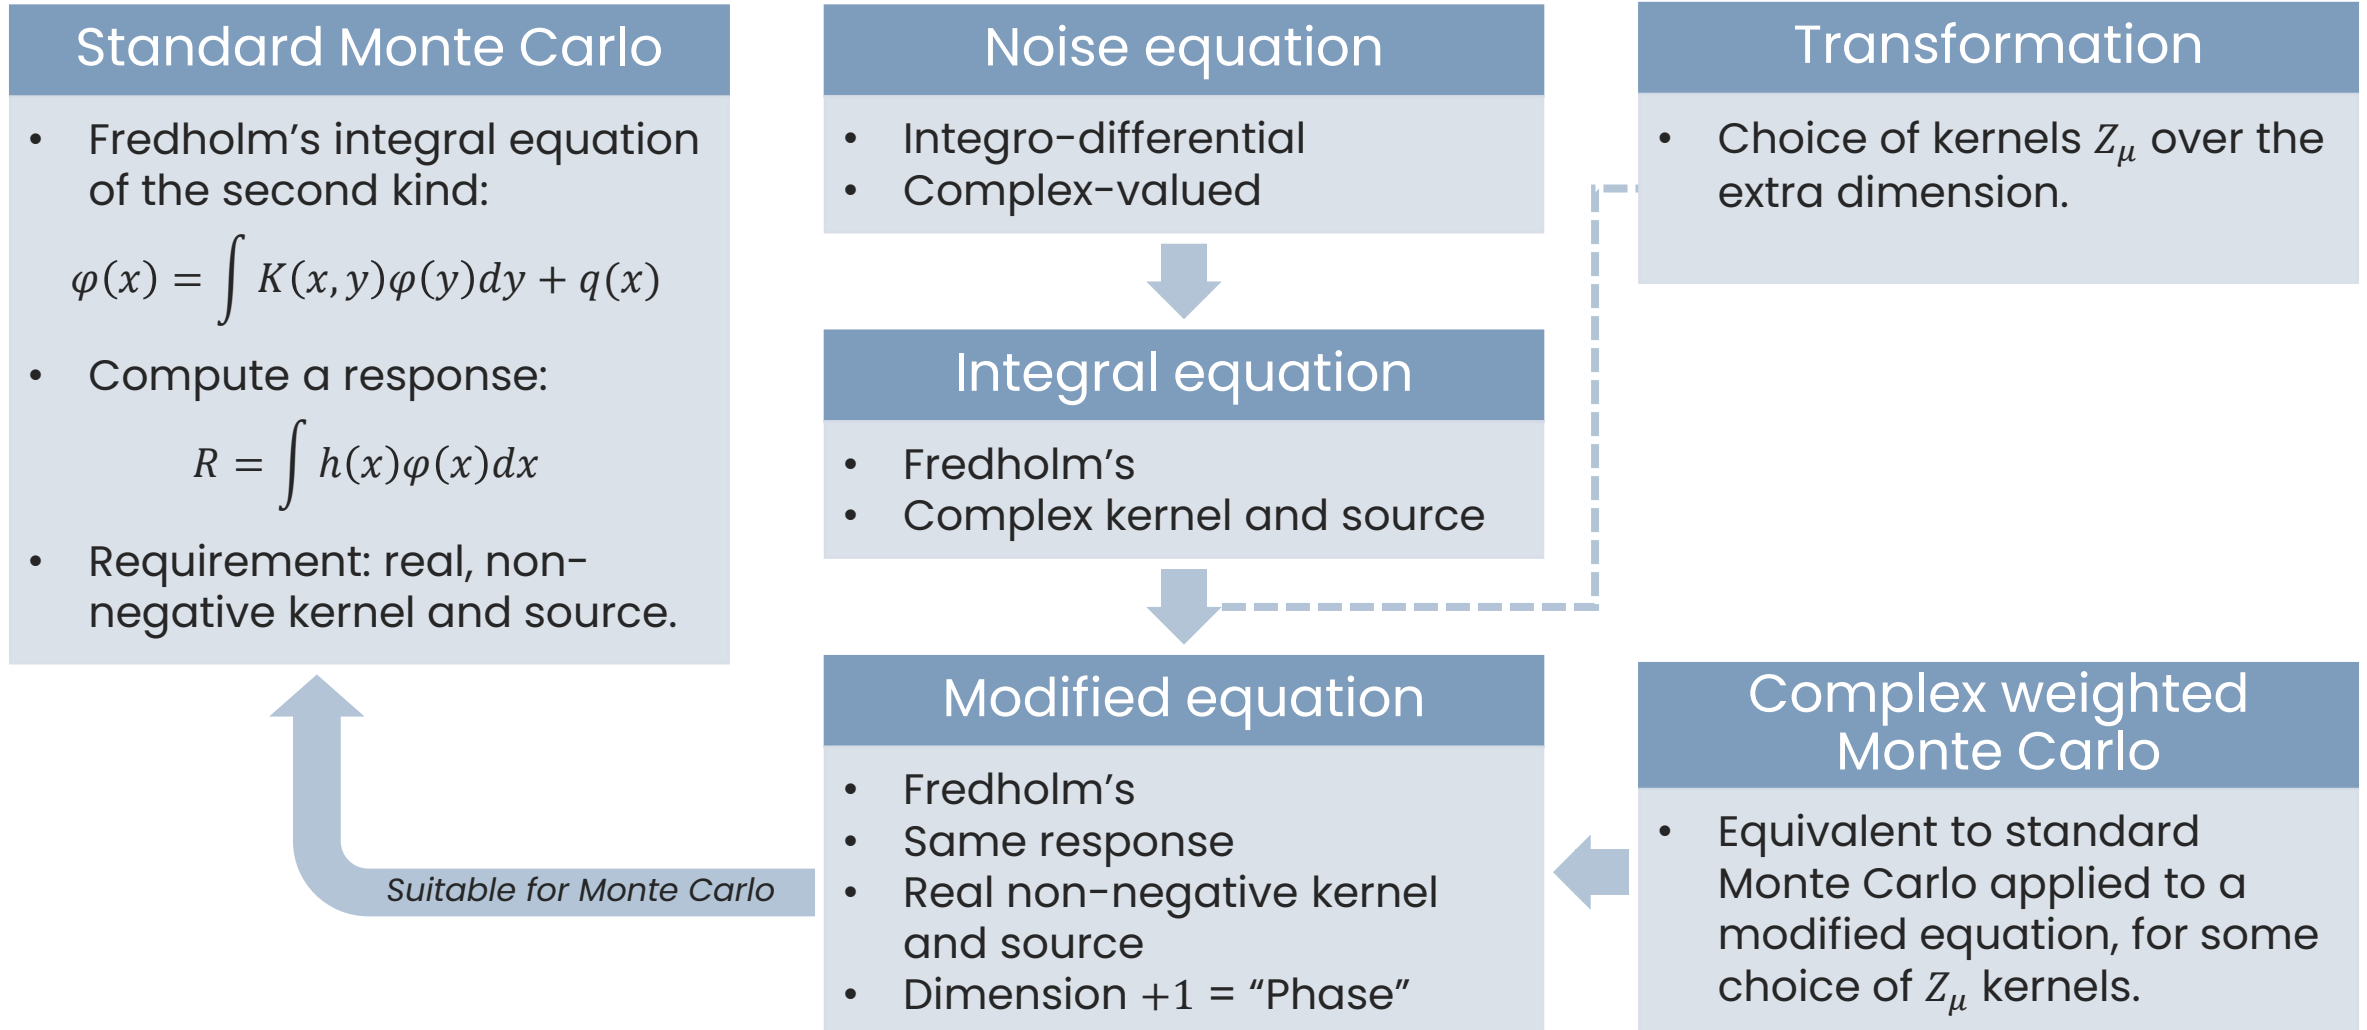 Standard Monte Carlo
• Fredholm’s integral equation
of the second kind:
φ(x) = ∫ K(x, y)φ(y)dy + q(x)
• Compute a response:
R = ∫ h(x)φ(x)dx
• Requirement: real, non-
negative kernel and source.
Noise equation
• Integro-differential
• Complex-valued
Integral equation
• Fredholm’s
• Complex kernel and source
Modified equation
• Fredholm’s
• Same response
• Real non-negative kernel
and source
• Dimension +1 = “Phase”
Suitable for Monte Carlo
Transformation
• Choice of kernels Z_μ over the
extra dimension.
Complex weighted
Monte Carlo
• Equivalent to standard
Monte Carlo applied to a
modified equation, for some
choice of Z_μ kernels.